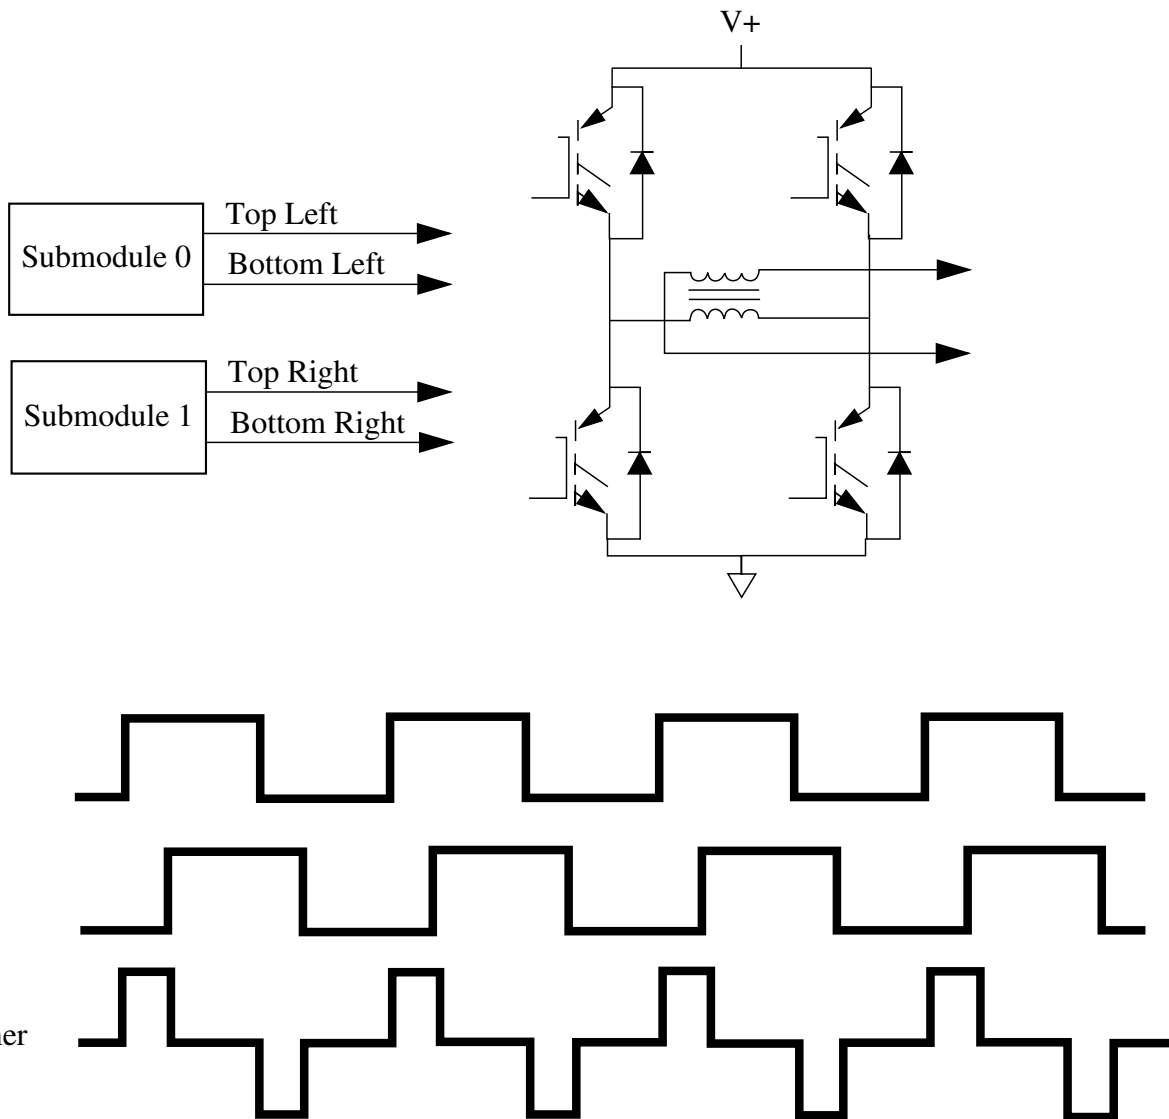 V+
Top Left
Submodule 0
Bottom Left
Top Right
Submodule 1
Bottom Right